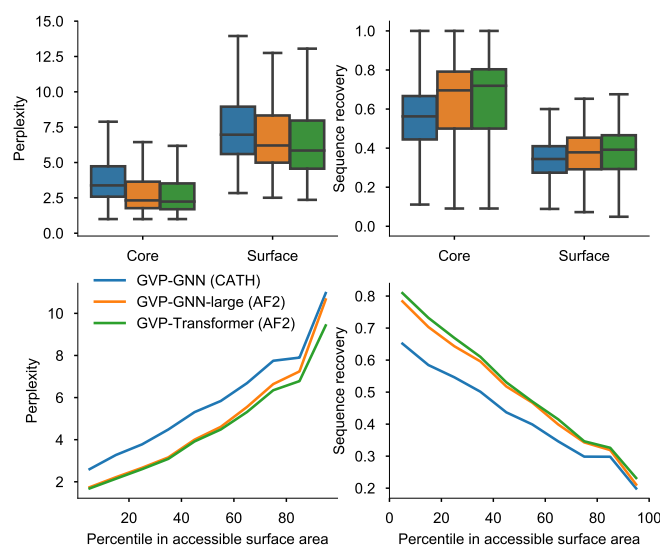 15.0
12.5
10.0
7.5
5.0
2.5
0.0
Perplexity
Core
Surface
1.0
0.8
0.6
0.4
0.2
0.0
Sequence recovery
Core
Surface
GVP-GNN (CATH)
GVP-GNN-large (AF2)
GVP-Transformer (AF2)
10
8
6
4
2
Perplexity
20
40
60
80
Percentile in accessible surface area
0.8
0.7
0.6
0.5
0.4
0.3
0.2
Sequence recovery
0
20
40
60
80
100
Percentile in accessible surface area